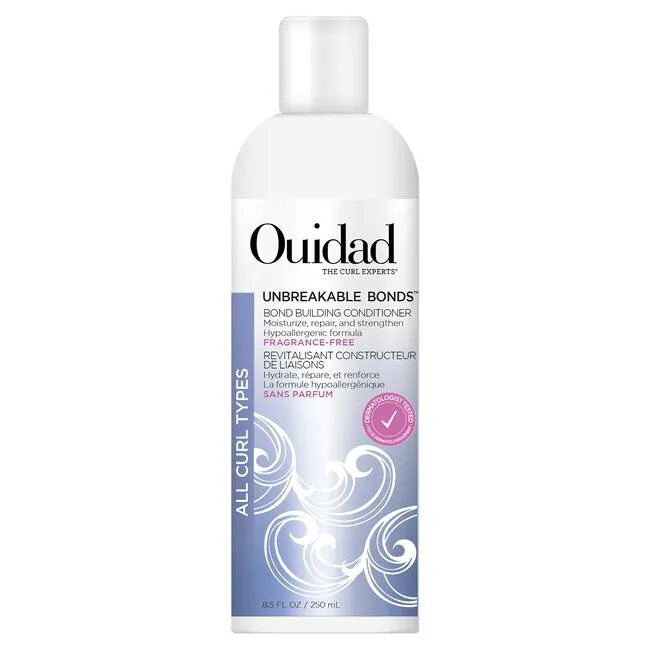 Ouidad
THE CURL EXPERTS®
UNBREAKABLE BONDS™
BOND BUILDING CONDITIONER
Moisturize, repair, and strengthen
Hypoallergenic formula
FRAGRANCE-FREE
REVITALISANT CONSTRUCTEUR
DE LIAISONS
Hydrate, répare, et renforce
La formule hypoallergénique
SANS PARFUM
DERMATOLOGIST TESTED
TESTÉ DERMATOLOGIQUEMENT
ALL CURL TYPES
8.5 FL OZ / 250 mL